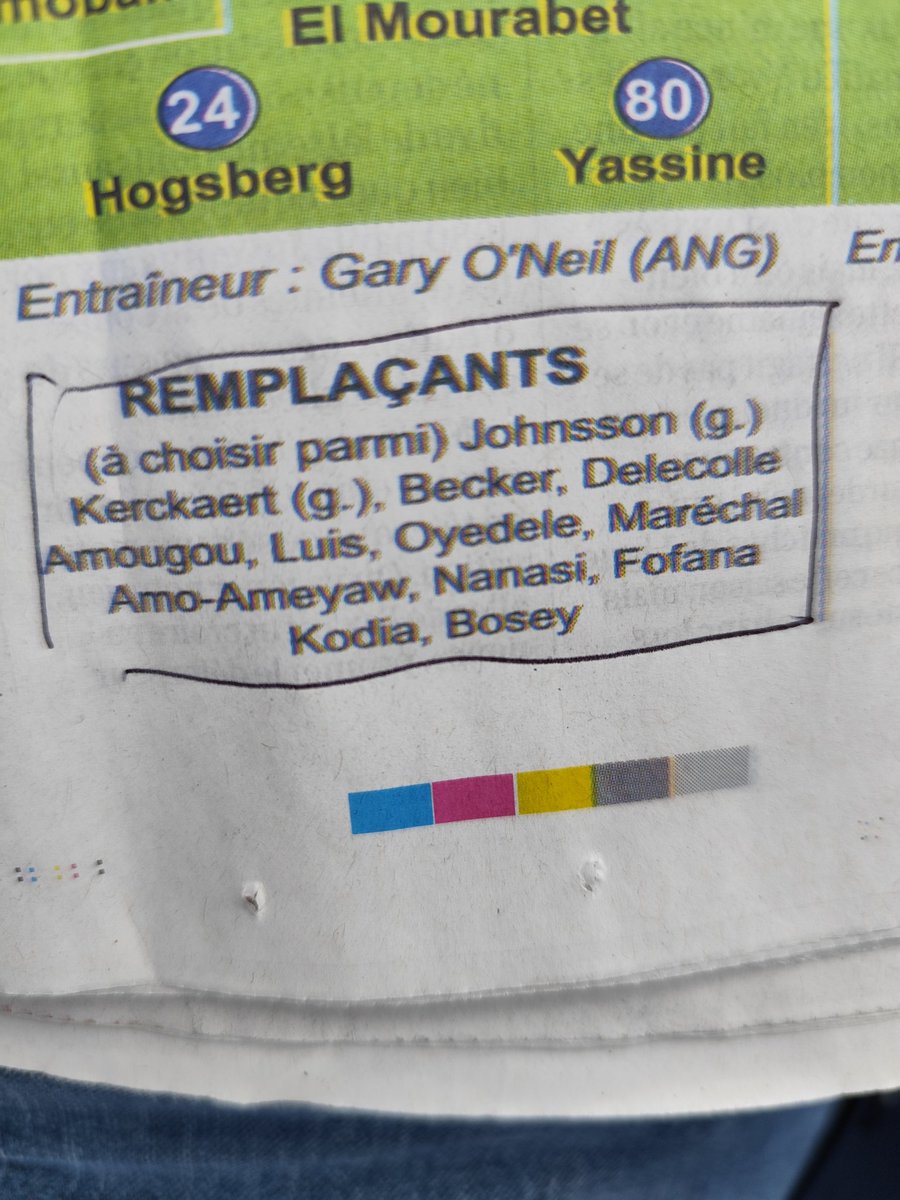 El Mourabet
24
80
Hogsberg
Yassine
Entraîneur : Gary O'Neil (ANG)
En
REMPLAÇANTS
(à choisir parmi) Johnsson (g.)
Kerckaert (g.), Becker, Delecolle
Amougou, Luis, Oyedele, Maréchal
Amo-Ameyaw, Nanasi, Fofana
Kodia, Bosey